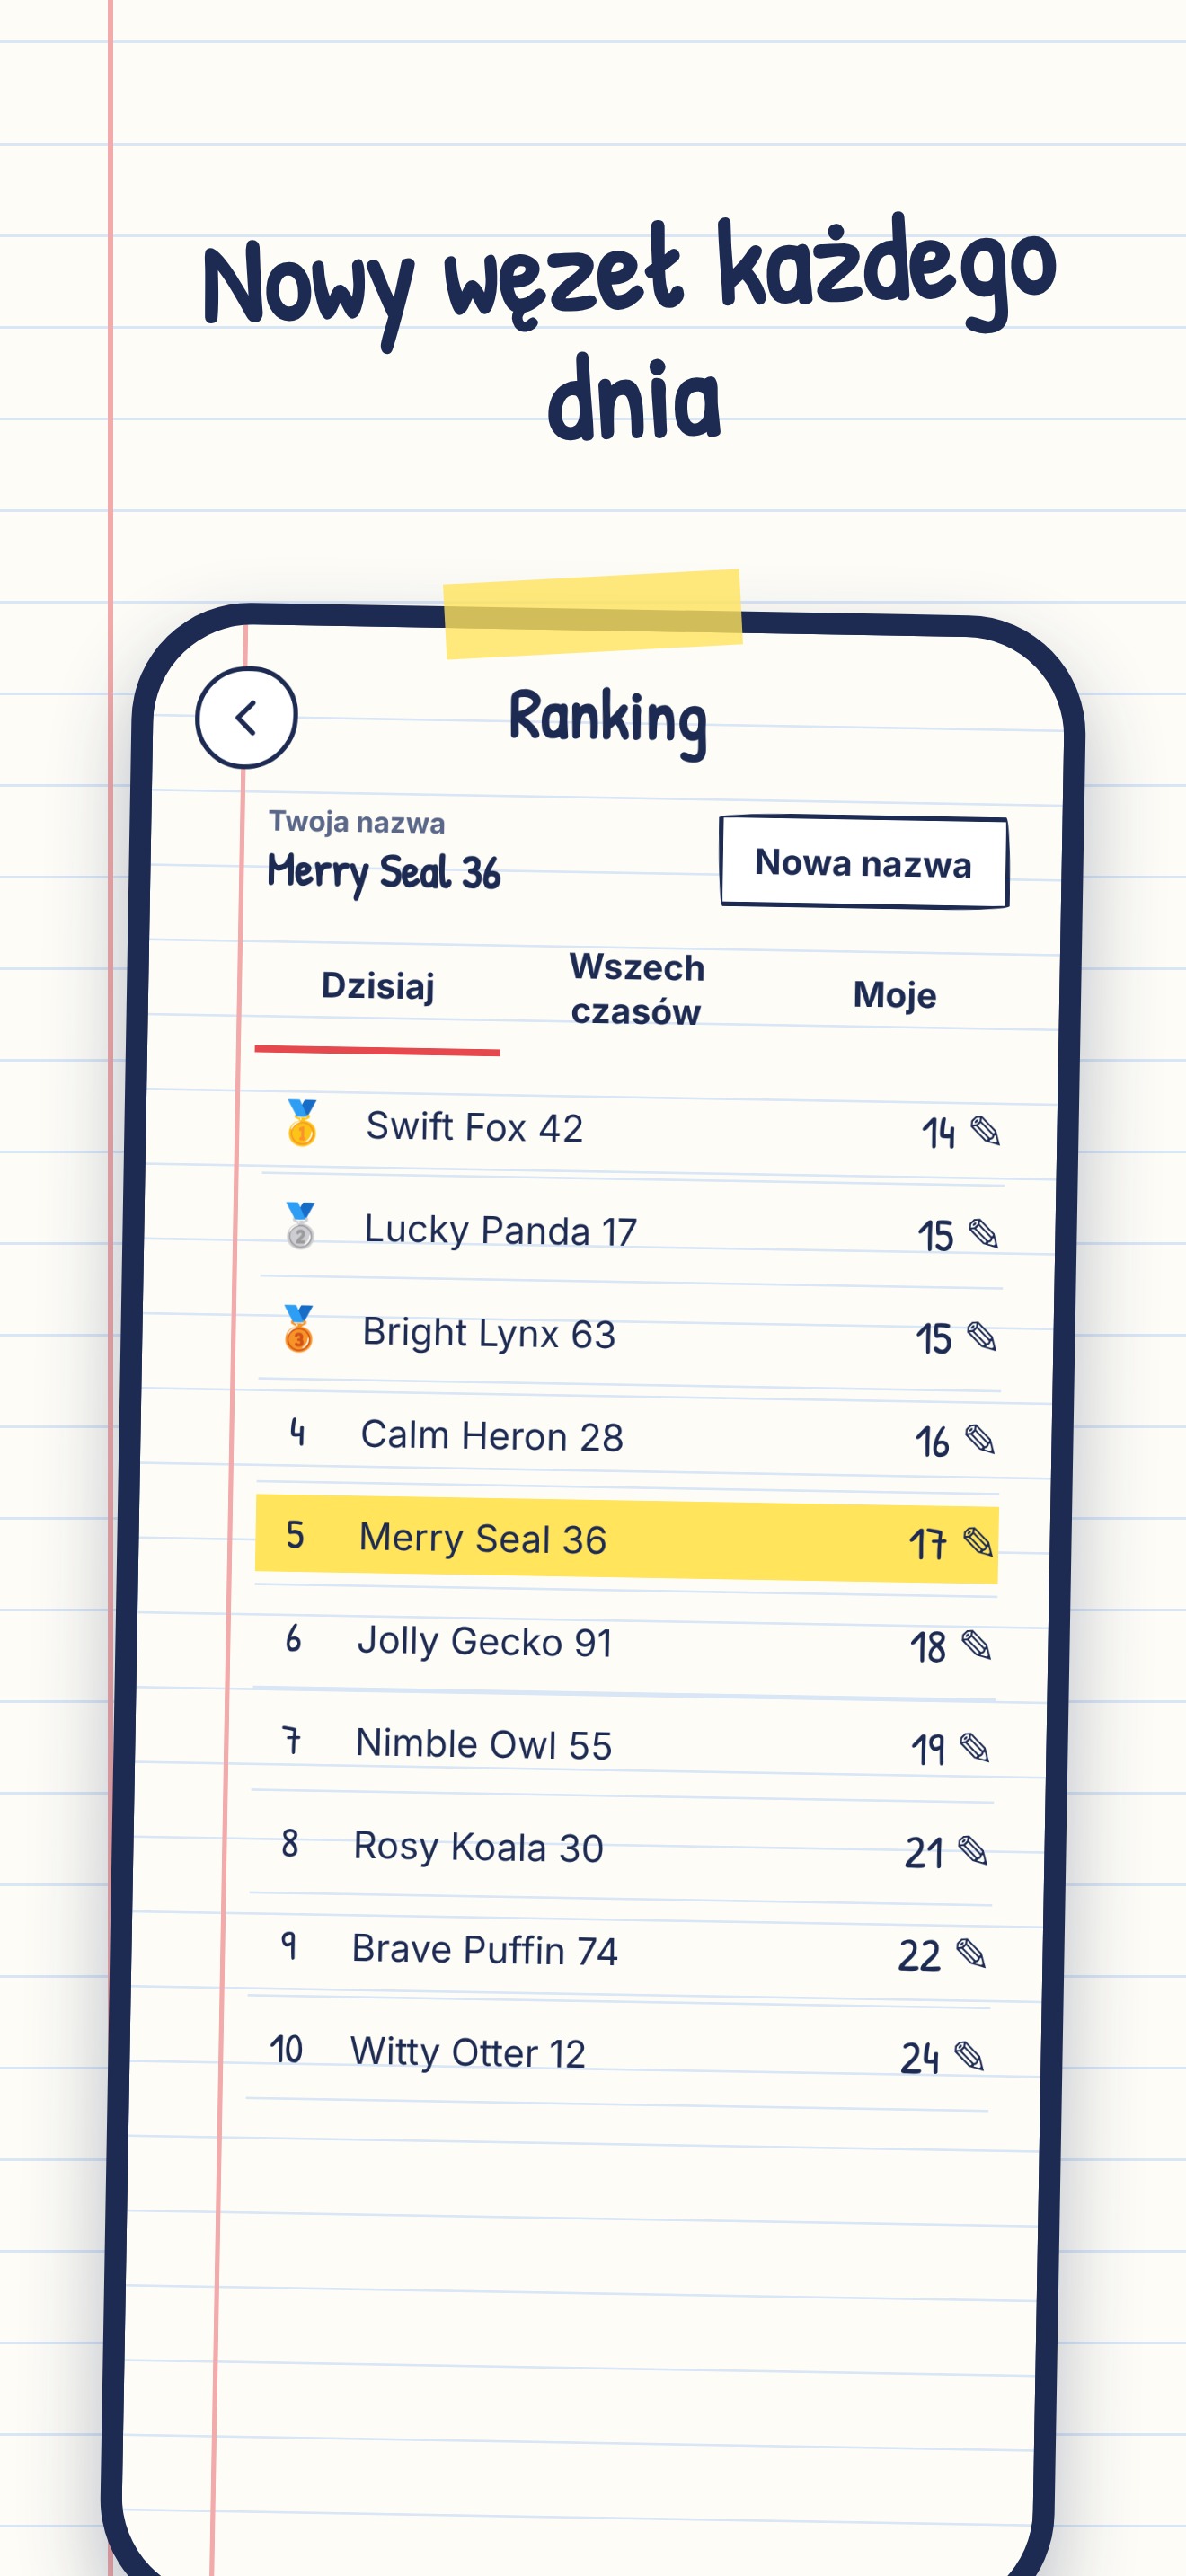 Nowy węzeł każdego
dnia
Ranking
Twoja nazwa
Merry Seal 36
Nowa nazwa
Dzisiaj
Wszech
czasów
Moje
1 Swift Fox 42 14 ✎
2 Lucky Panda 17 15 ✎
3 Bright Lynx 63 15 ✎
4 Calm Heron 28 16 ✎
5 Merry Seal 36 17 ✎
6 Jolly Gecko 91 18 ✎
7 Nimble Owl 55 19 ✎
8 Rosy Koala 30 21 ✎
9 Brave Puffin 74 22 ✎
10 Witty Otter 12 24 ✎